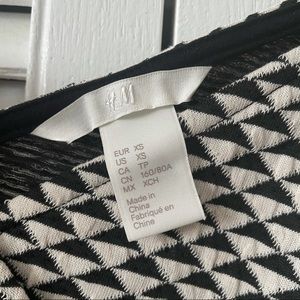 H&M
EUR XS
US XS
CA TP
CN 160/80A
MX XCH
Made in
China
Fabriqué en
Chine